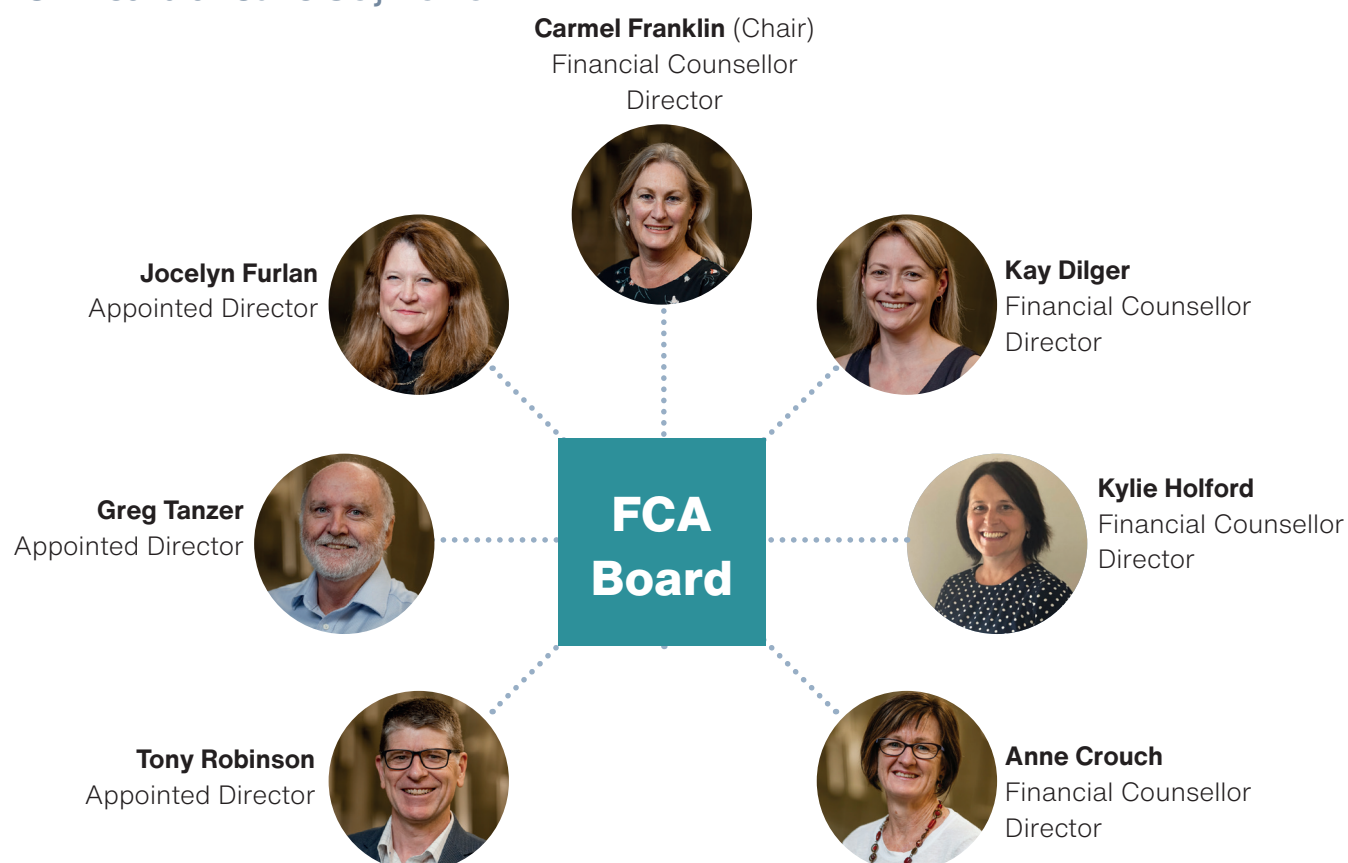 Carmel Franklin (Chair)
Financial Counsellor
Director
Jocelyn Furlan
Appointed Director
Kay Dilger
Financial Counsellor
Director
Greg Tanzer
Appointed Director
FCA
Board
Kylie Holford
Financial Counsellor
Director
Tony Robinson
Appointed Director
Anne Crouch
Financial Counsellor
Director